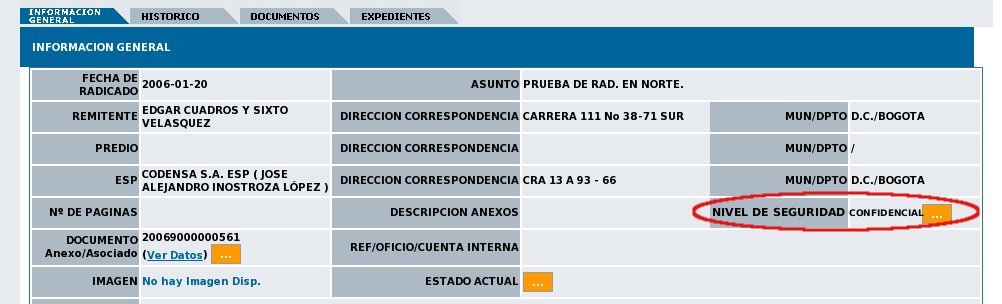 INFORMACION
GENERAL
HISTORICO
DOCUMENTOS
EXPEDIENTES
INFORMACION GENERAL
FECHA DE
RADICADO
2006-01-20
ASUNTO
PRUEBA DE RAD. EN NORTE.
REMITENTE
EDGAR CUADROS Y SIXTO
VELASQUEZ
DIRECCION CORRESPONDENCIA
CARRERA 111 No 38-71 SUR
MUN/DPTO
D.C./BOGOTA
PREDIO
DIRECCION CORRESPONDENCIA
MUN/DPTO
/
ESP
CODENSA S.A. ESP ( JOSE
ALEJANDRO INOSTROZA LÓPEZ )
DIRECCION CORRESPONDENCIA
CRA 13 A 93 - 66
MUN/DPTO
D.C./BOGOTA
Nº DE PAGINAS
DESCRIPCION ANEXOS
NIVEL DE SEGURIDAD
CONFIDENCIAL
...
DOCUMENTO
Anexo/Asociado
20069000000561
(Ver Datos)
...
REF/OFICIO/CUENTA INTERNA
IMAGEN
No hay Imagen Disp.
ESTADO ACTUAL
...